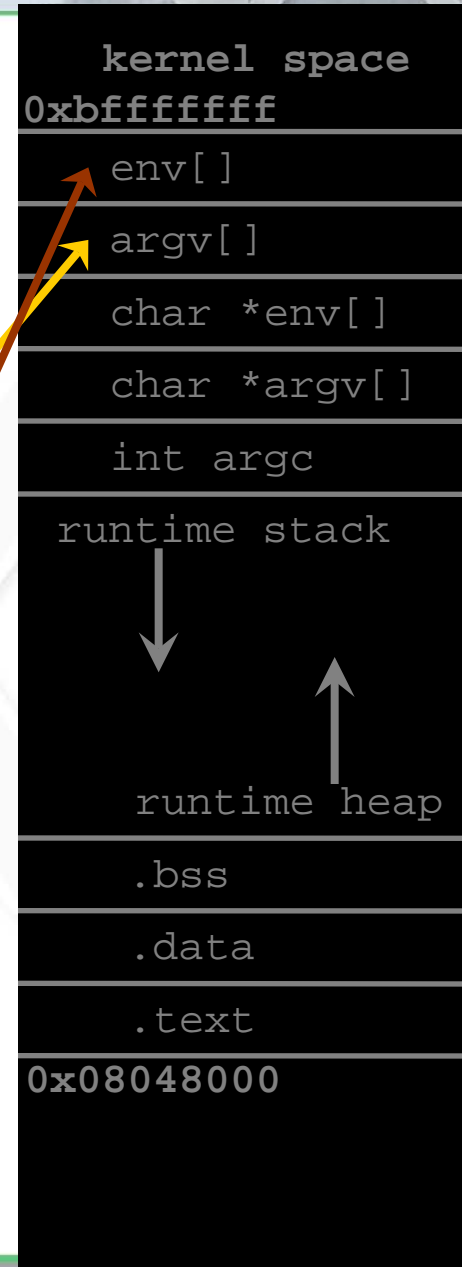 kernel space
0xbfffffff
env[]
argv[]
char *env[]
char *argv[]
int argc
runtime stack
runtime heap
.bss
.data
.text
0x08048000